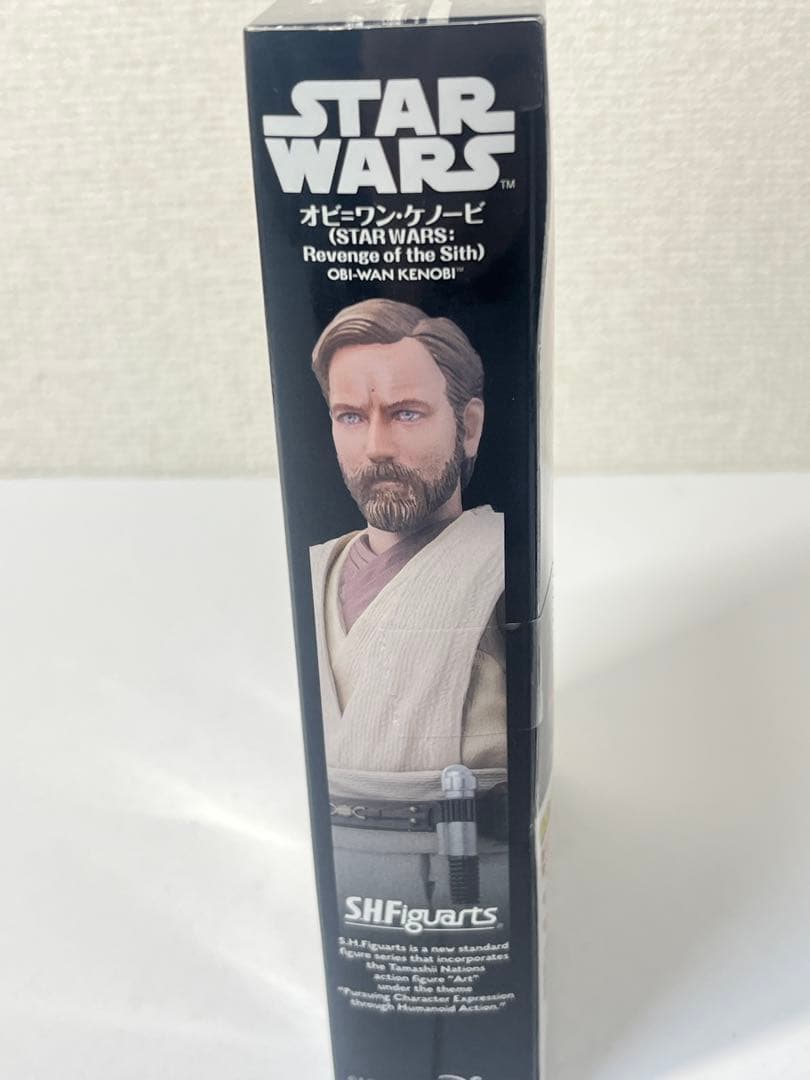 STAR
WARS™
オビ=ワン・ケノービ
(STAR WARS:
Revenge of the Sith)
OBI-WAN KENOBI™
S.H.Figuarts
S.H.Figuarts is a new standard
figure series that incorporates
the Tamashii Nations
action figure "Art"
under the theme
"Pursuing Character Expression
through Humanoid Action."